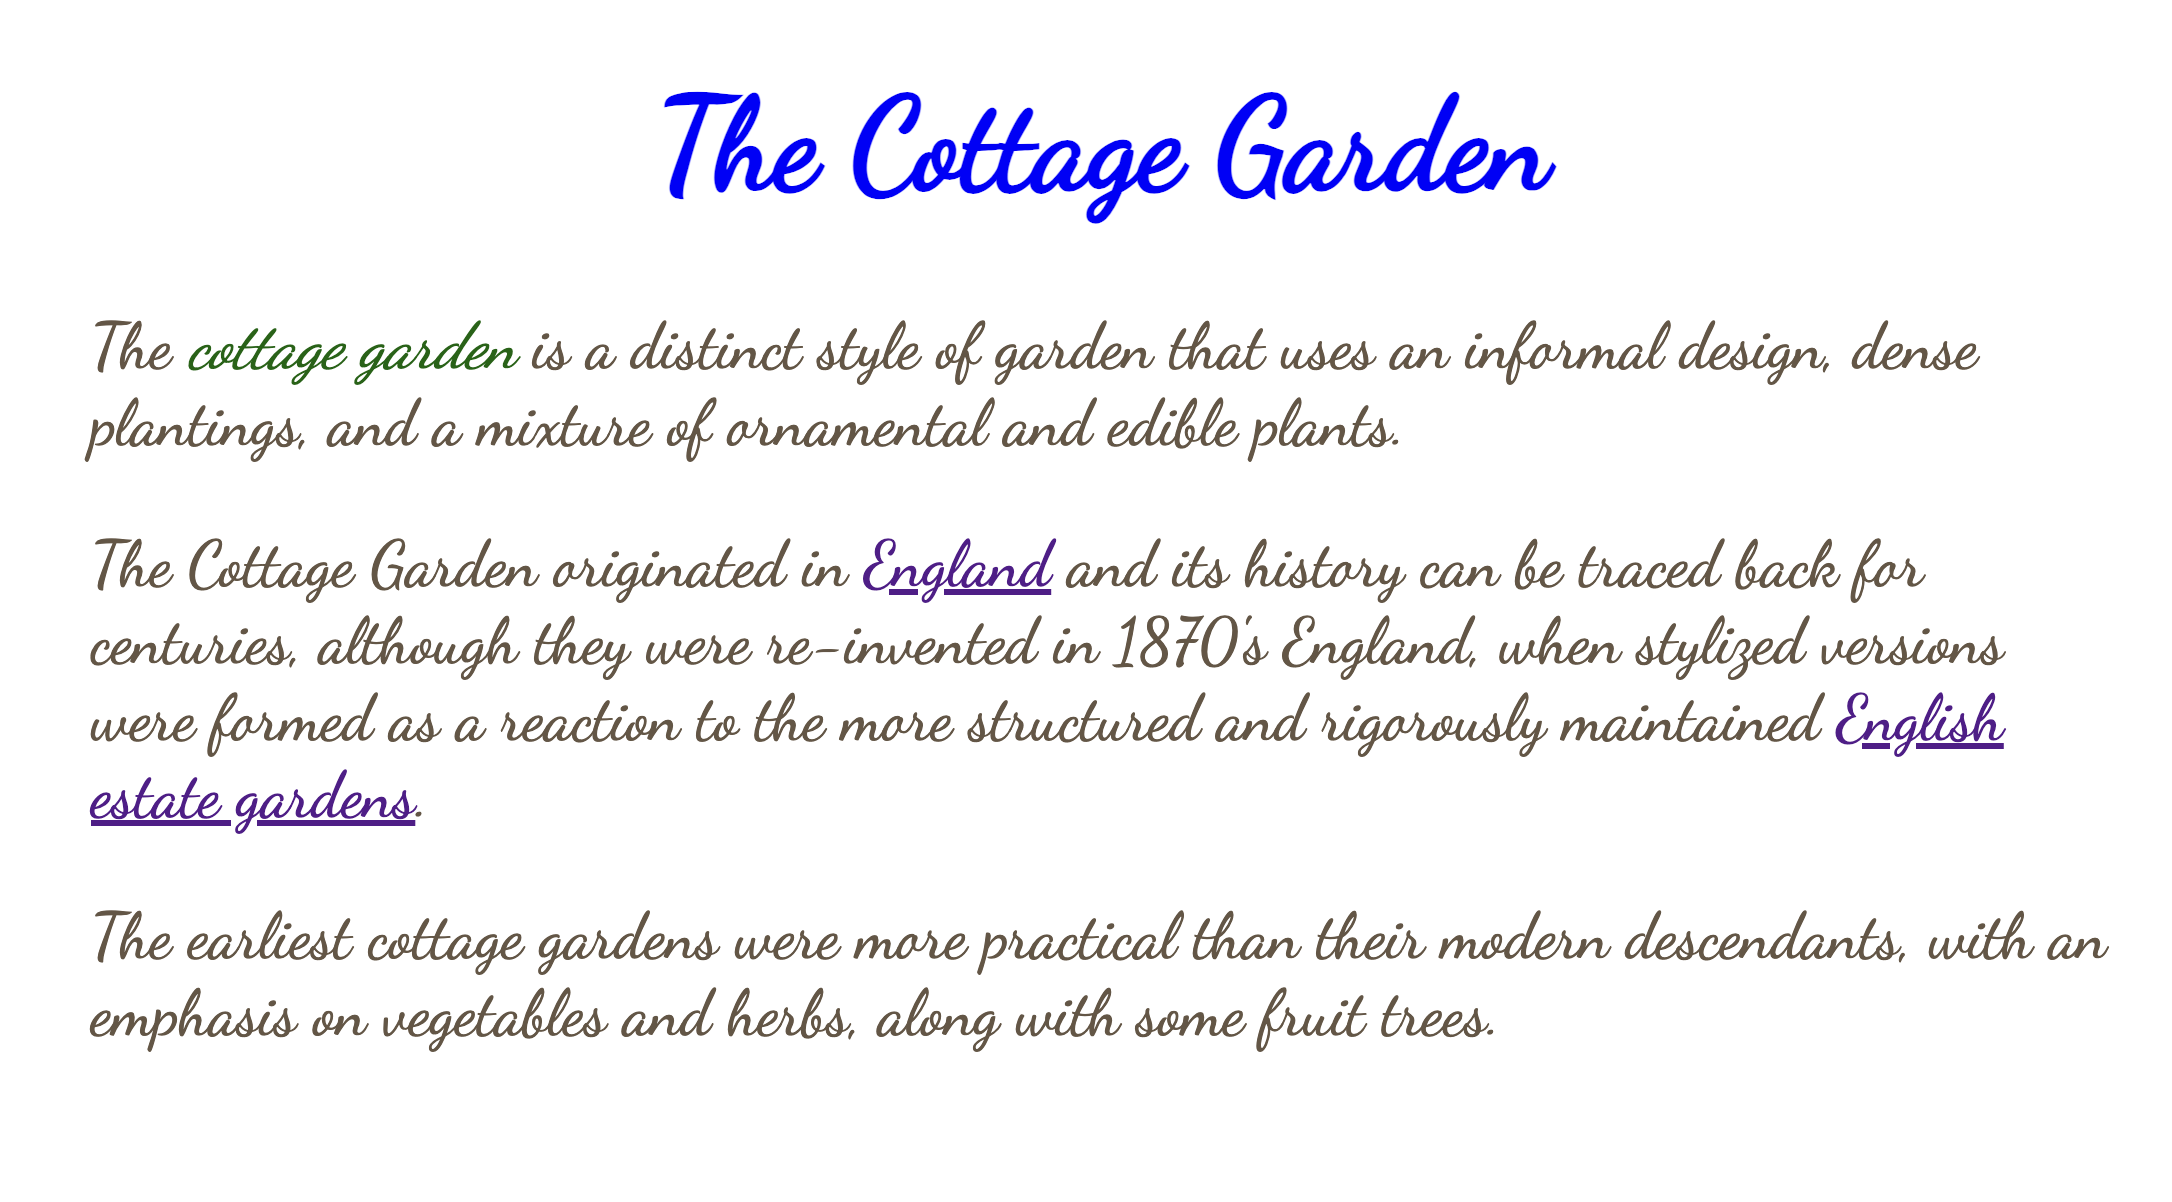 The Cottage Garden
The cottage garden is a distinct style of garden that uses an informal design, dense
plantings, and a mixture of ornamental and edible plants.
The Cottage Garden originated in England and its history can be traced back for
centuries, although they were re-invented in 1870's England, when stylized versions
were formed as a reaction to the more structured and rigorously maintained English
estate gardens.
The earliest cottage gardens were more practical than their modern descendants, with an
emphasis on vegetables and herbs, along with some fruit trees.